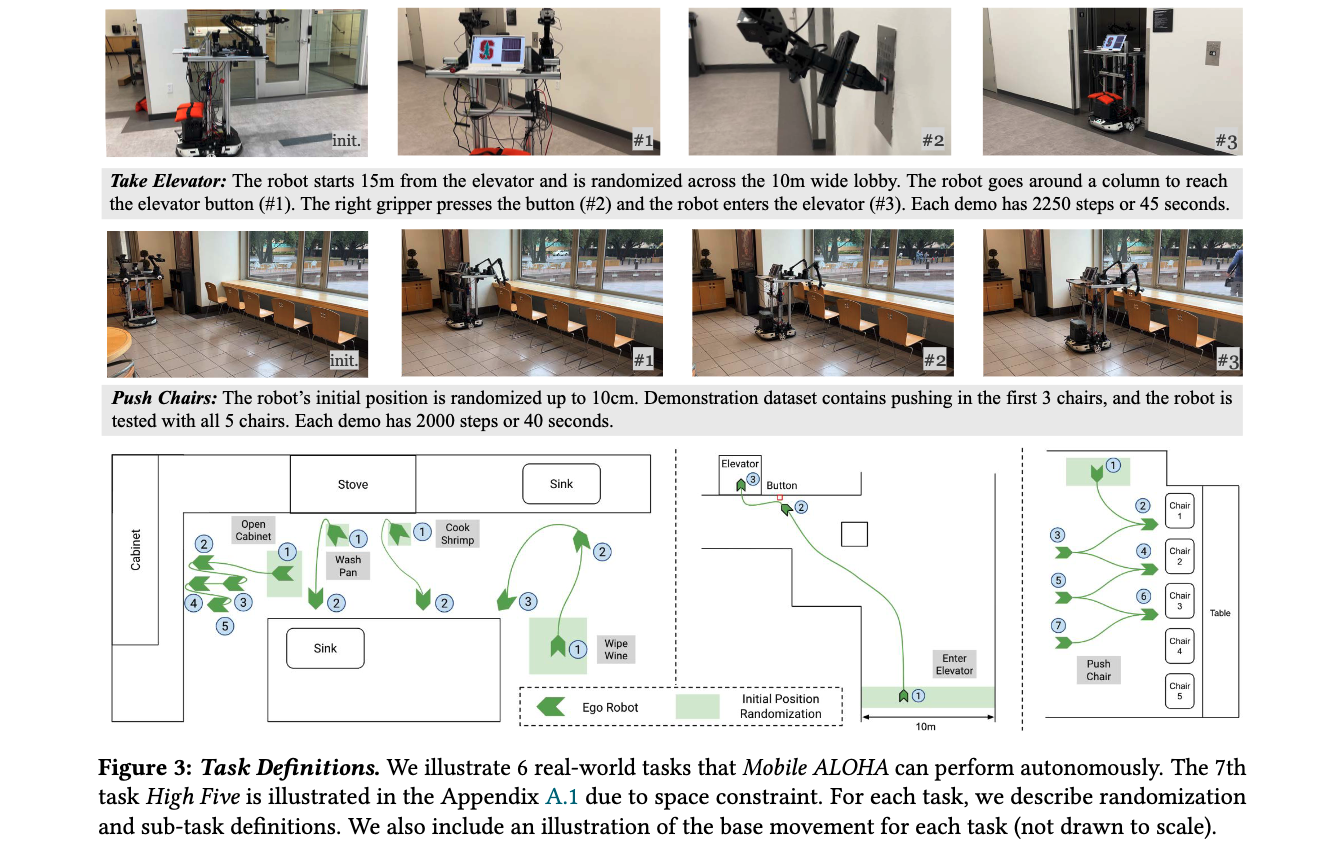 init.
#1
#2
#3
Take Elevator: The robot starts 15m from the elevator and is randomized across the 10m wide lobby. The robot goes around a column to reach
the elevator button (#1). The right gripper presses the button (#2) and the robot enters the elevator (#3). Each demo has 2250 steps or 45 seconds.
init.
#1
#2
#3
Push Chairs: The robot’s initial position is randomized up to 10cm. Demonstration dataset contains pushing in the first 3 chairs, and the robot is
tested with all 5 chairs. Each demo has 2000 steps or 40 seconds.
Cabinet
Stove
Sink
Open
Cabinet
2
1
4
3
5
1
Wash
Pan
2
1
Cook
Shrimp
2
2
3
1
Wipe
Wine
Sink
Ego Robot
Initial Position
Randomization
Elevator
3
Button
2
Enter
Elevator
1
10m
1
2
3
4
5
6
7
Push
Chair
Chair
1
Chair
2
Chair
3
Chair
4
Chair
5
Table
Figure 3: Task Definitions. We illustrate 6 real-world tasks that Mobile ALOHA can perform autonomously. The 7th
task High Five is illustrated in the Appendix A.1 due to space constraint. For each task, we describe randomization
and sub-task definitions. We also include an illustration of the base movement for each task (not drawn to scale).